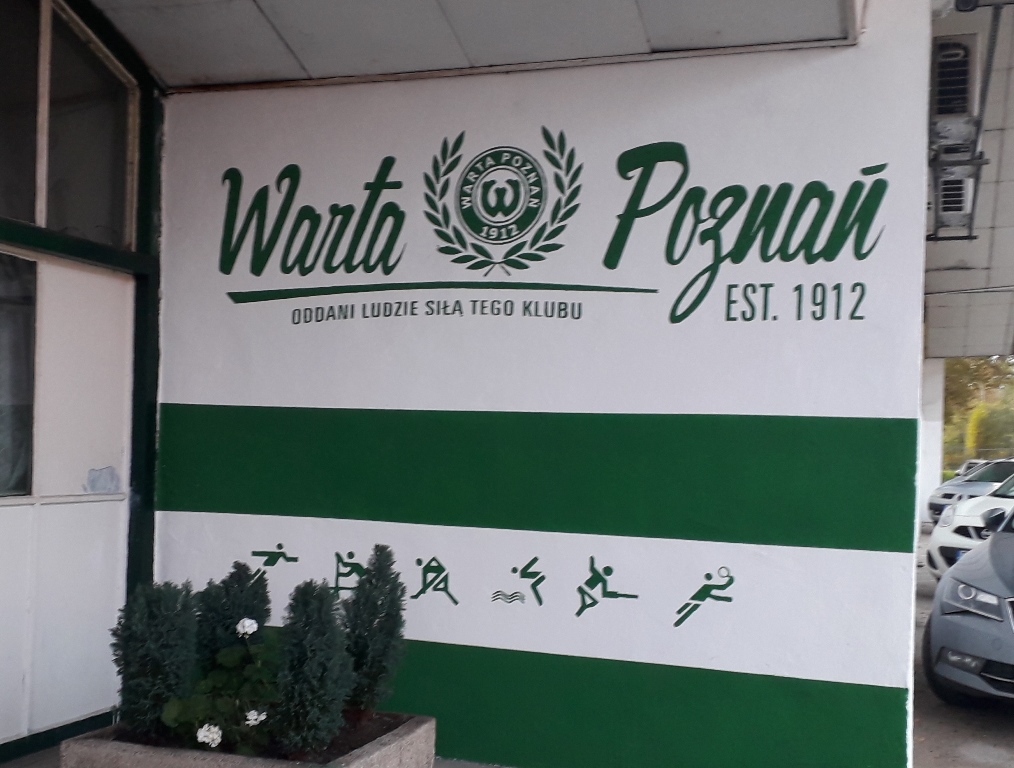 Warta Poznań
WARTA POZNAŃ
W
1912
ODDANI LUDZIE SIŁĄ TEGO KLUBU
EST. 1912